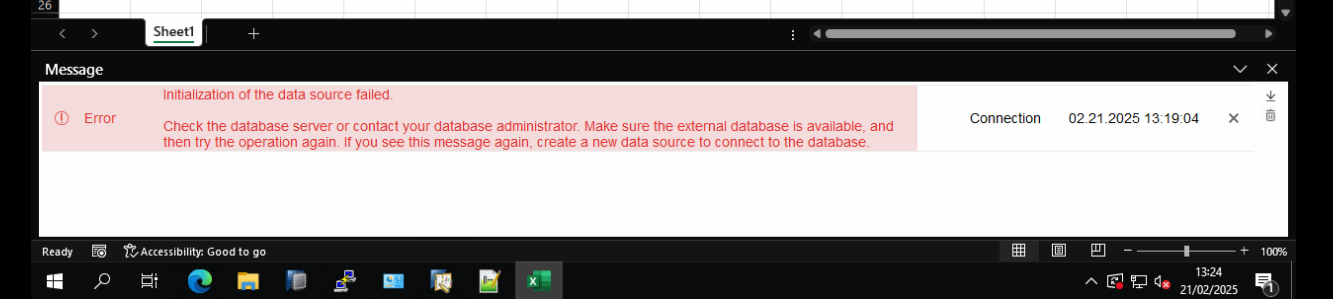 26
Sheet1
Message
Error
Initialization of the data source failed.
Check the database server or contact your database administrator. Make sure the external database is available, and
then try the operation again. If you see this message again, create a new data source to connect to the database.
Connection 02.21.2025 13:19:04
Ready Accessibility: Good to go 100%
13:24
21/02/2025
1